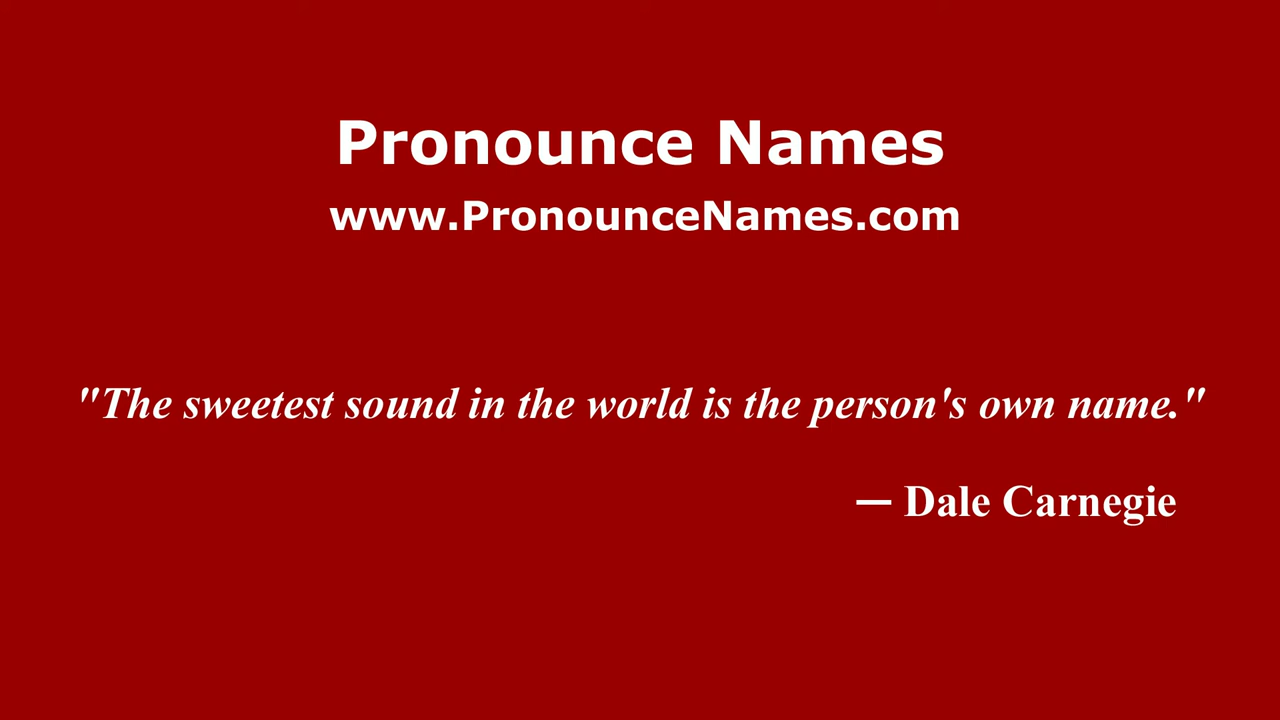 Pronounce Names
www.PronounceNames.com
"The sweetest sound in the world is the person's own name."
— Dale Carnegie